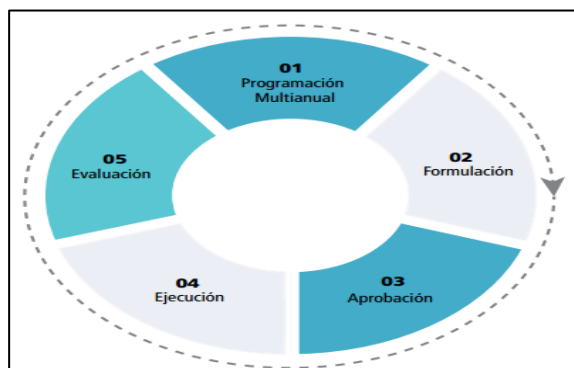 01
Programación
Multianual
02
Formulación
03
Aprobación
04
Ejecución
05
Evaluación